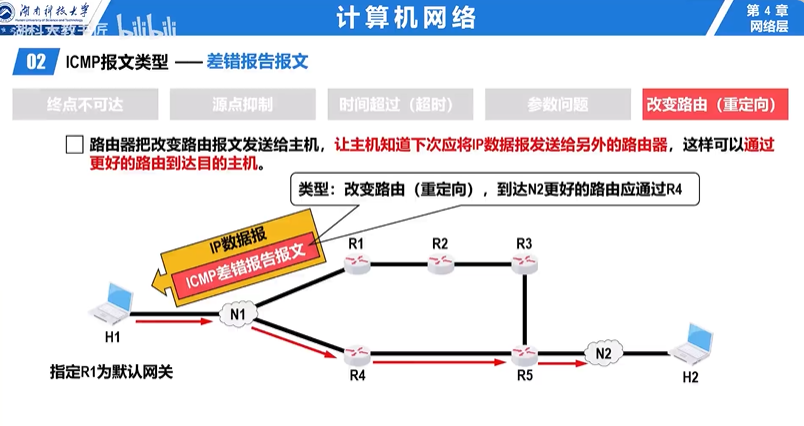 湖南科技大学
计算机网络
第 4 章
网络层
湖科大教书匠 bilibili
02 ICMP报文类型 —— 差错报告报文
终点不可达
源点抑制
时间超过（超时）
参数问题
改变路由（重定向）
路由器把改变路由报文发送给主机，让主机知道下次应将IP数据报发送给另外的路由器，这样可以通过
更好的路由到达目的主机。
类型：改变路由（重定向），到达N2更好的路由应通过R4
IP数据报
ICMP差错报告报文
R1
R2
R3
N1
H1
R4
R5
N2
H2
指定R1为默认网关